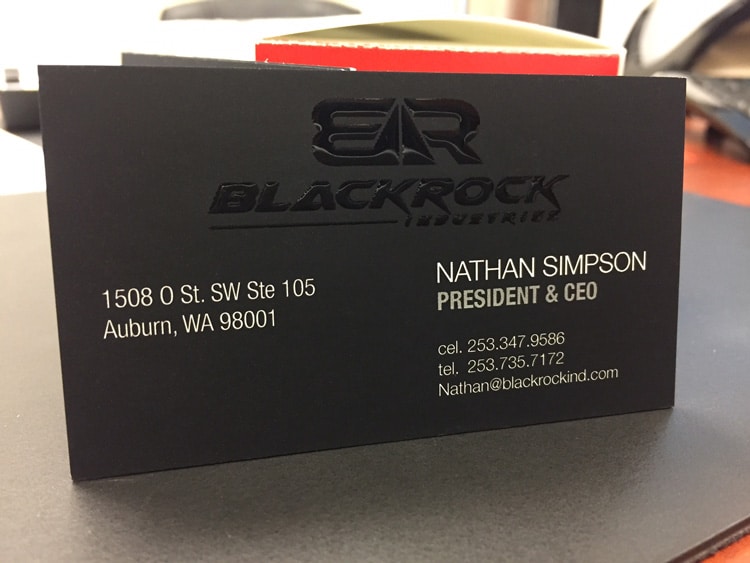 BR
BLACKROCK
INDUSTRIES
1508 O St. SW Ste 105
Auburn, WA 98001
NATHAN SIMPSON
PRESIDENT & CEO
cel. 253.347.9586
tel. 253.735.7172
Nathan@blackrockind.com